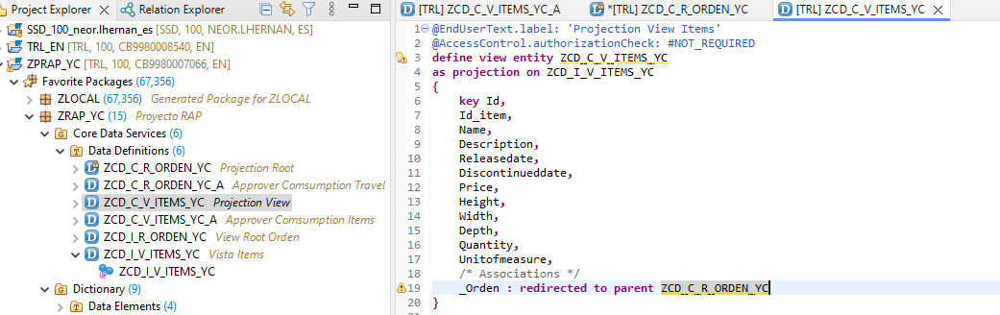 Project Explorer
Relation Explorer
SSD_100_neor.lhernan_es [SSD, 100, NEOR.LHERNAN, ES]
TRL_EN [TRL, 100, CB9980008540, EN]
ZPRAP_YC [TRL, 100, CB9980007066, EN]
Favorite Packages (67,356)
ZLOCAL (67,356) Generated Package for ZLOCAL
ZRAP_YC (15) Proyecto RAP
Core Data Services (6)
Data Definitions (6)
ZCD_C_R_ORDEN_YC Projection Root
ZCD_C_R_ORDEN_YC_A Approver Comsumption Travel
ZCD_C_V_ITEMS_YC Projection View
ZCD_C_V_ITEMS_YC_A Approver Comsumption Items
ZCD_I_R_ORDEN_YC View Root Orden
ZCD_I_V_ITEMS_YC Vista Items
ZCD_I_V_ITEMS_YC
Dictionary (9)
Data Elements (4)
[TRL] ZCD_C_V_ITEMS_YC_A
*[TRL] ZCD_C_R_ORDEN_YC
[TRL] ZCD_C_V_ITEMS_YC
1 @EndUserText.label: 'Projection View Items'
2 @AccessControl.authorizationCheck: #NOT_REQUIRED
3 define view entity ZCD_C_V_ITEMS_YC
4 as projection on ZCD_I_V_ITEMS_YC
5 {
6 key Id,
7 Id_item,
8 Name,
9 Description,
10 Releasedate,
11 Discontinueddate,
12 Price,
13 Height,
14 Width,
15 Depth,
16 Quantity,
17 Unitofmeasure,
18 /* Associations */
19 _Orden : redirected to parent ZCD_C_R_ORDEN_YC
20 }